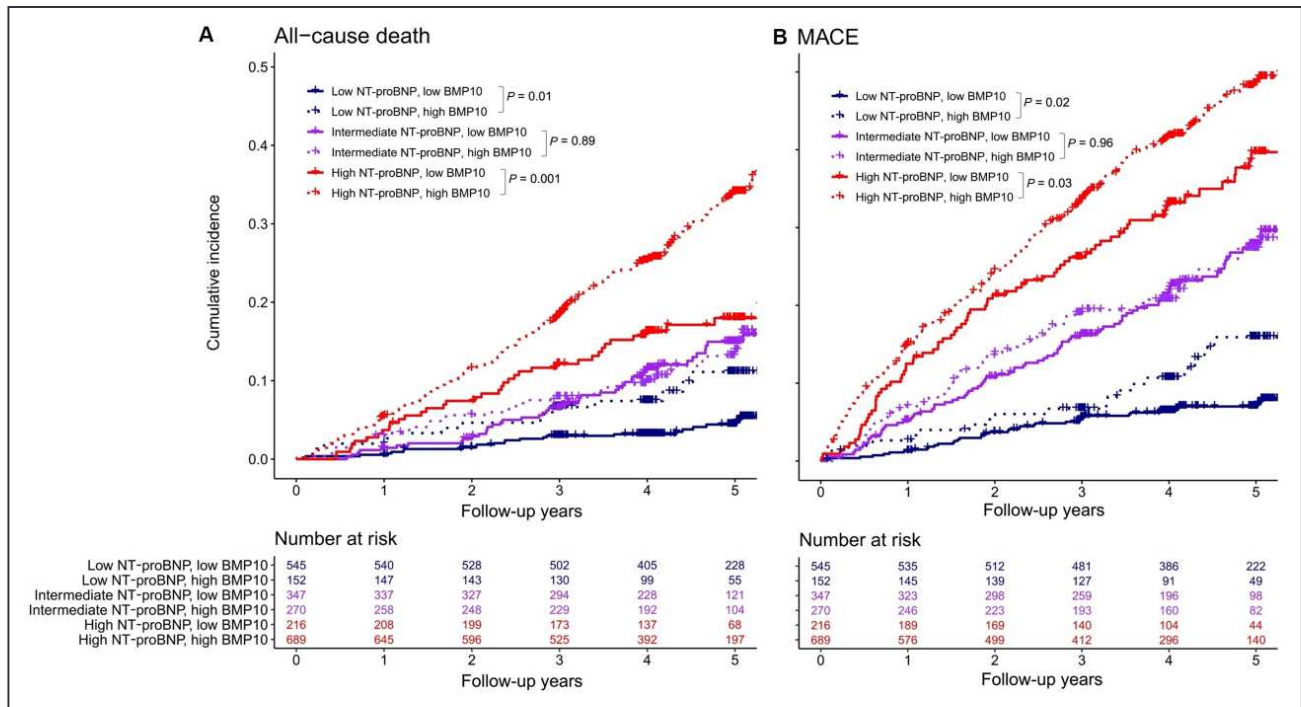 A All-cause death
0.5
0.4
0.3
0.2
0.1
0.0
Cumulative incidence
Low NT-proBNP, low BMP10
Low NT-proBNP, high BMP10
P = 0.01
Intermediate NT-proBNP, low BMP10
Intermediate NT-proBNP, high BMP10
P = 0.89
High NT-proBNP, low BMP10
High NT-proBNP, high BMP10
P = 0.001
0 1 2 3 4 5
Follow-up years
B MACE
Low NT-proBNP, low BMP10
Low NT-proBNP, high BMP10
P = 0.02
Intermediate NT-proBNP, low BMP10
Intermediate NT-proBNP, high BMP10
P = 0.96
High NT-proBNP, low BMP10
High NT-proBNP, high BMP10
P = 0.03
0 1 2 3 4 5
Follow-up years
Number at risk
Low NT-proBNP, low BMP10 545 540 528 502 405 228
Low NT-proBNP, high BMP10 152 147 143 130 99 55
Intermediate NT-proBNP, low BMP10 347 337 327 294 228 121
Intermediate NT-proBNP, high BMP10 270 258 248 229 192 104
High NT-proBNP, low BMP10 216 208 199 173 137 68
High NT-proBNP, high BMP10 689 645 596 525 392 197
0 1 2 3 4 5
Follow-up years
Number at risk
545 535 512 481 386 222
152 145 139 127 91 49
347 323 298 259 196 98
270 246 223 193 160 82
216 189 169 140 104 44
689 576 499 412 296 140
0 1 2 3 4 5
Follow-up years